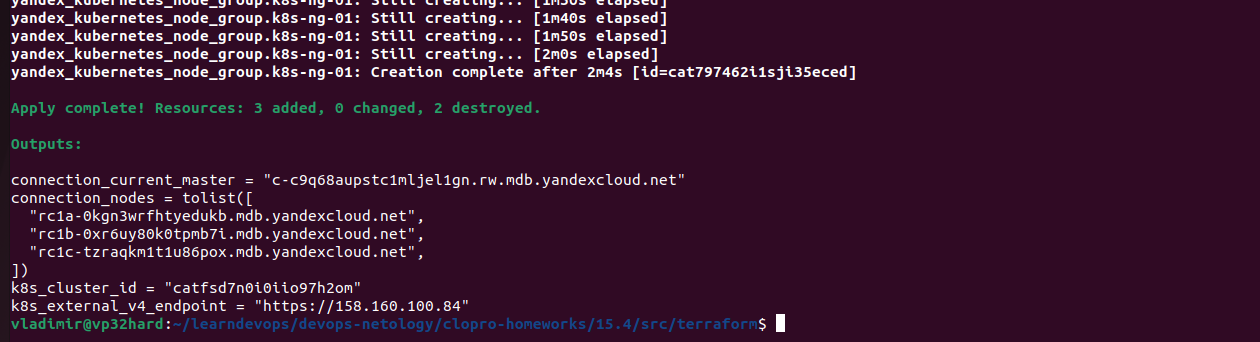 yandex_kubernetes_node_group.k8s-ng-01: Still creating... [1m30s elapsed]
yandex_kubernetes_node_group.k8s-ng-01: Still creating... [1m40s elapsed]
yandex_kubernetes_node_group.k8s-ng-01: Still creating... [1m50s elapsed]
yandex_kubernetes_node_group.k8s-ng-01: Still creating... [2m0s elapsed]
yandex_kubernetes_node_group.k8s-ng-01: Creation complete after 2m4s [id=cat797462i1sji35eced]
Apply complete! Resources: 3 added, 0 changed, 2 destroyed.
Outputs:
connection_current_master = "c-c9q68aupstc1mljel1gn.rw.mdb.yandexcloud.net"
connection_nodes = tolist([
"rc1a-0kgn3wrfhtyedukb.mdb.yandexcloud.net",
"rc1b-0xr6uy80k0tpmb7i.mdb.yandexcloud.net",
"rc1c-tzraqkm1t1u86pox.mdb.yandexcloud.net",
])
k8s_cluster_id = "catfsd7n0i0iio97h2om"
k8s_external_v4_endpoint = "https://158.160.100.84"
vladimir@vp32hard:~/learndevops/devops-netology/clopro-homeworks/15.4/src/terraform$